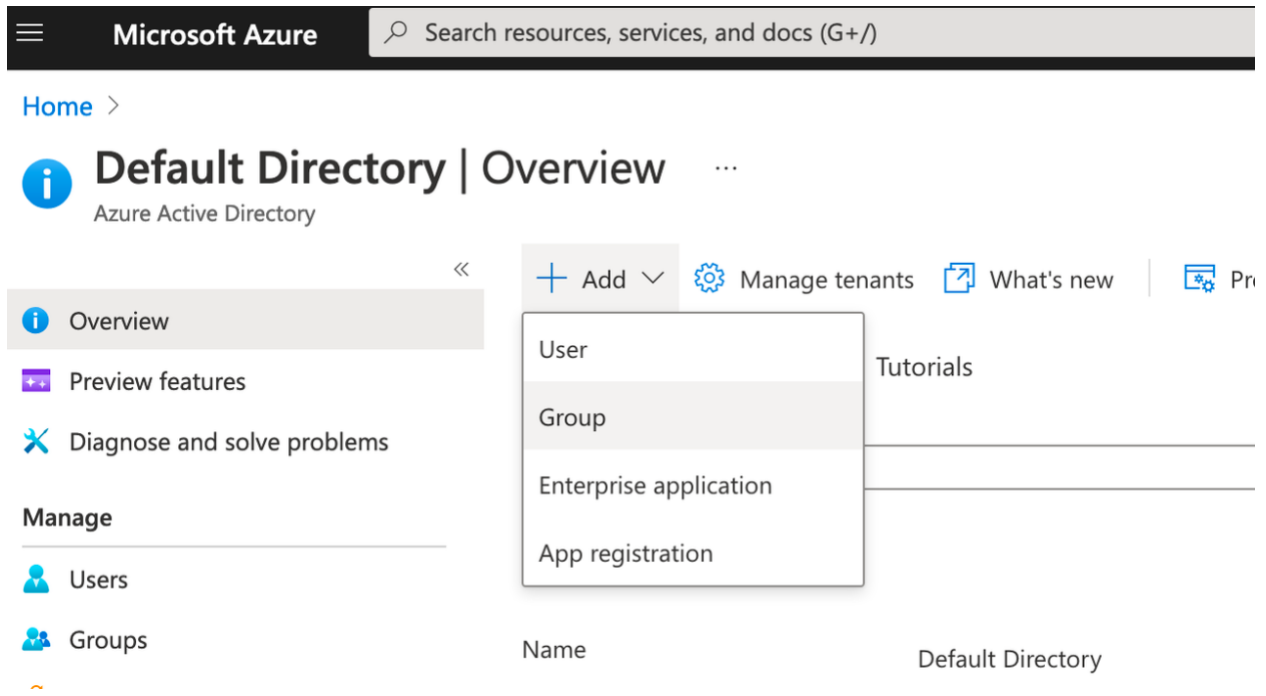 Microsoft Azure
Search resources, services, and docs (G+/)
Home >
Default Directory | Overview ...
Azure Active Directory
«
Overview
Preview features
Diagnose and solve problems
Manage
Users
Groups
+ Add
Manage tenants
What's new
User
Group
Enterprise application
App registration
Tutorials
Name
Default Directory